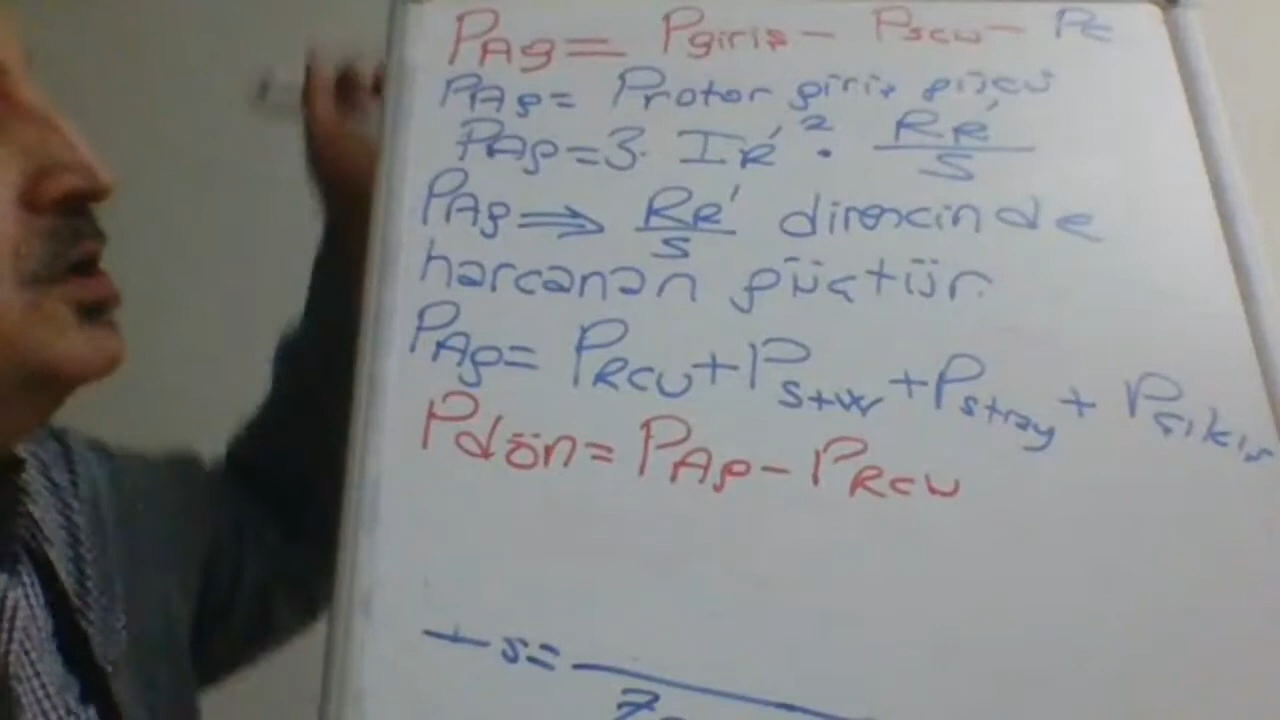 PAg = Pgiriş - Pscu - Pc
PAg = Protor giriş gücü
PAg = 3. IR'² . RR'/S
PAg ⇒ RR'/S direncinde
harcanan güçtür.
PAg = PRcu + Ps+w + Pstray + Pçıkış
Pdön = PAg - PRcu
s =